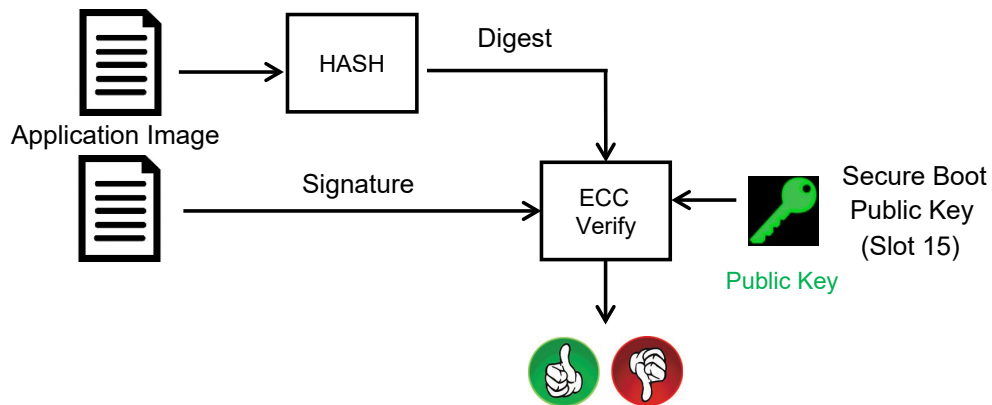 Digest
HASH
Application Image
Signature
ECC
Verify
Secure Boot
Public Key
(Slot 15)
Public Key